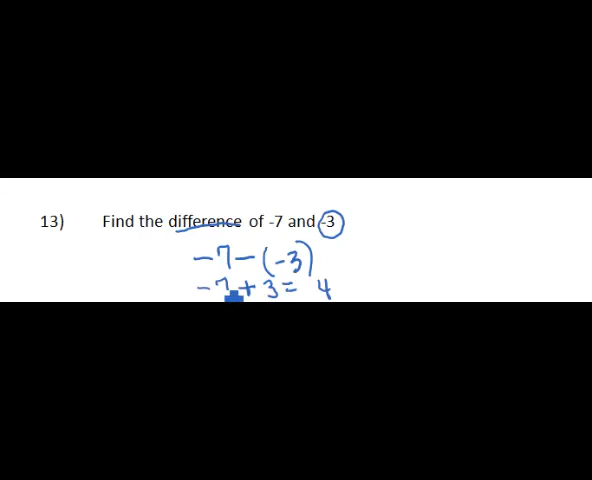 13) Find the difference of -7 and -3
-7-(-3)
-7+3= 4